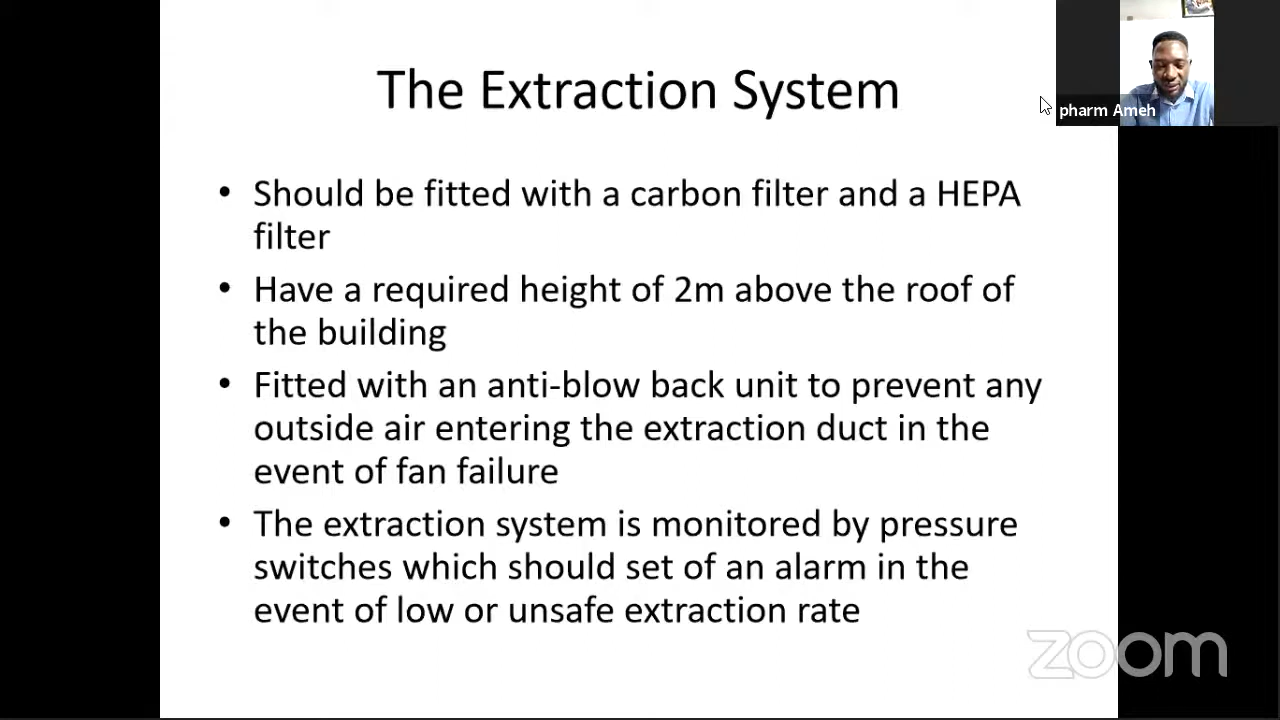 The Extraction System
pharm Ameh
• Should be fitted with a carbon filter and a HEPA
filter
• Have a required height of 2m above the roof of
the building
• Fitted with an anti-blow back unit to prevent any
outside air entering the extraction duct in the
event of fan failure
• The extraction system is monitored by pressure
switches which should set of an alarm in the
event of low or unsafe extraction rate
zoom